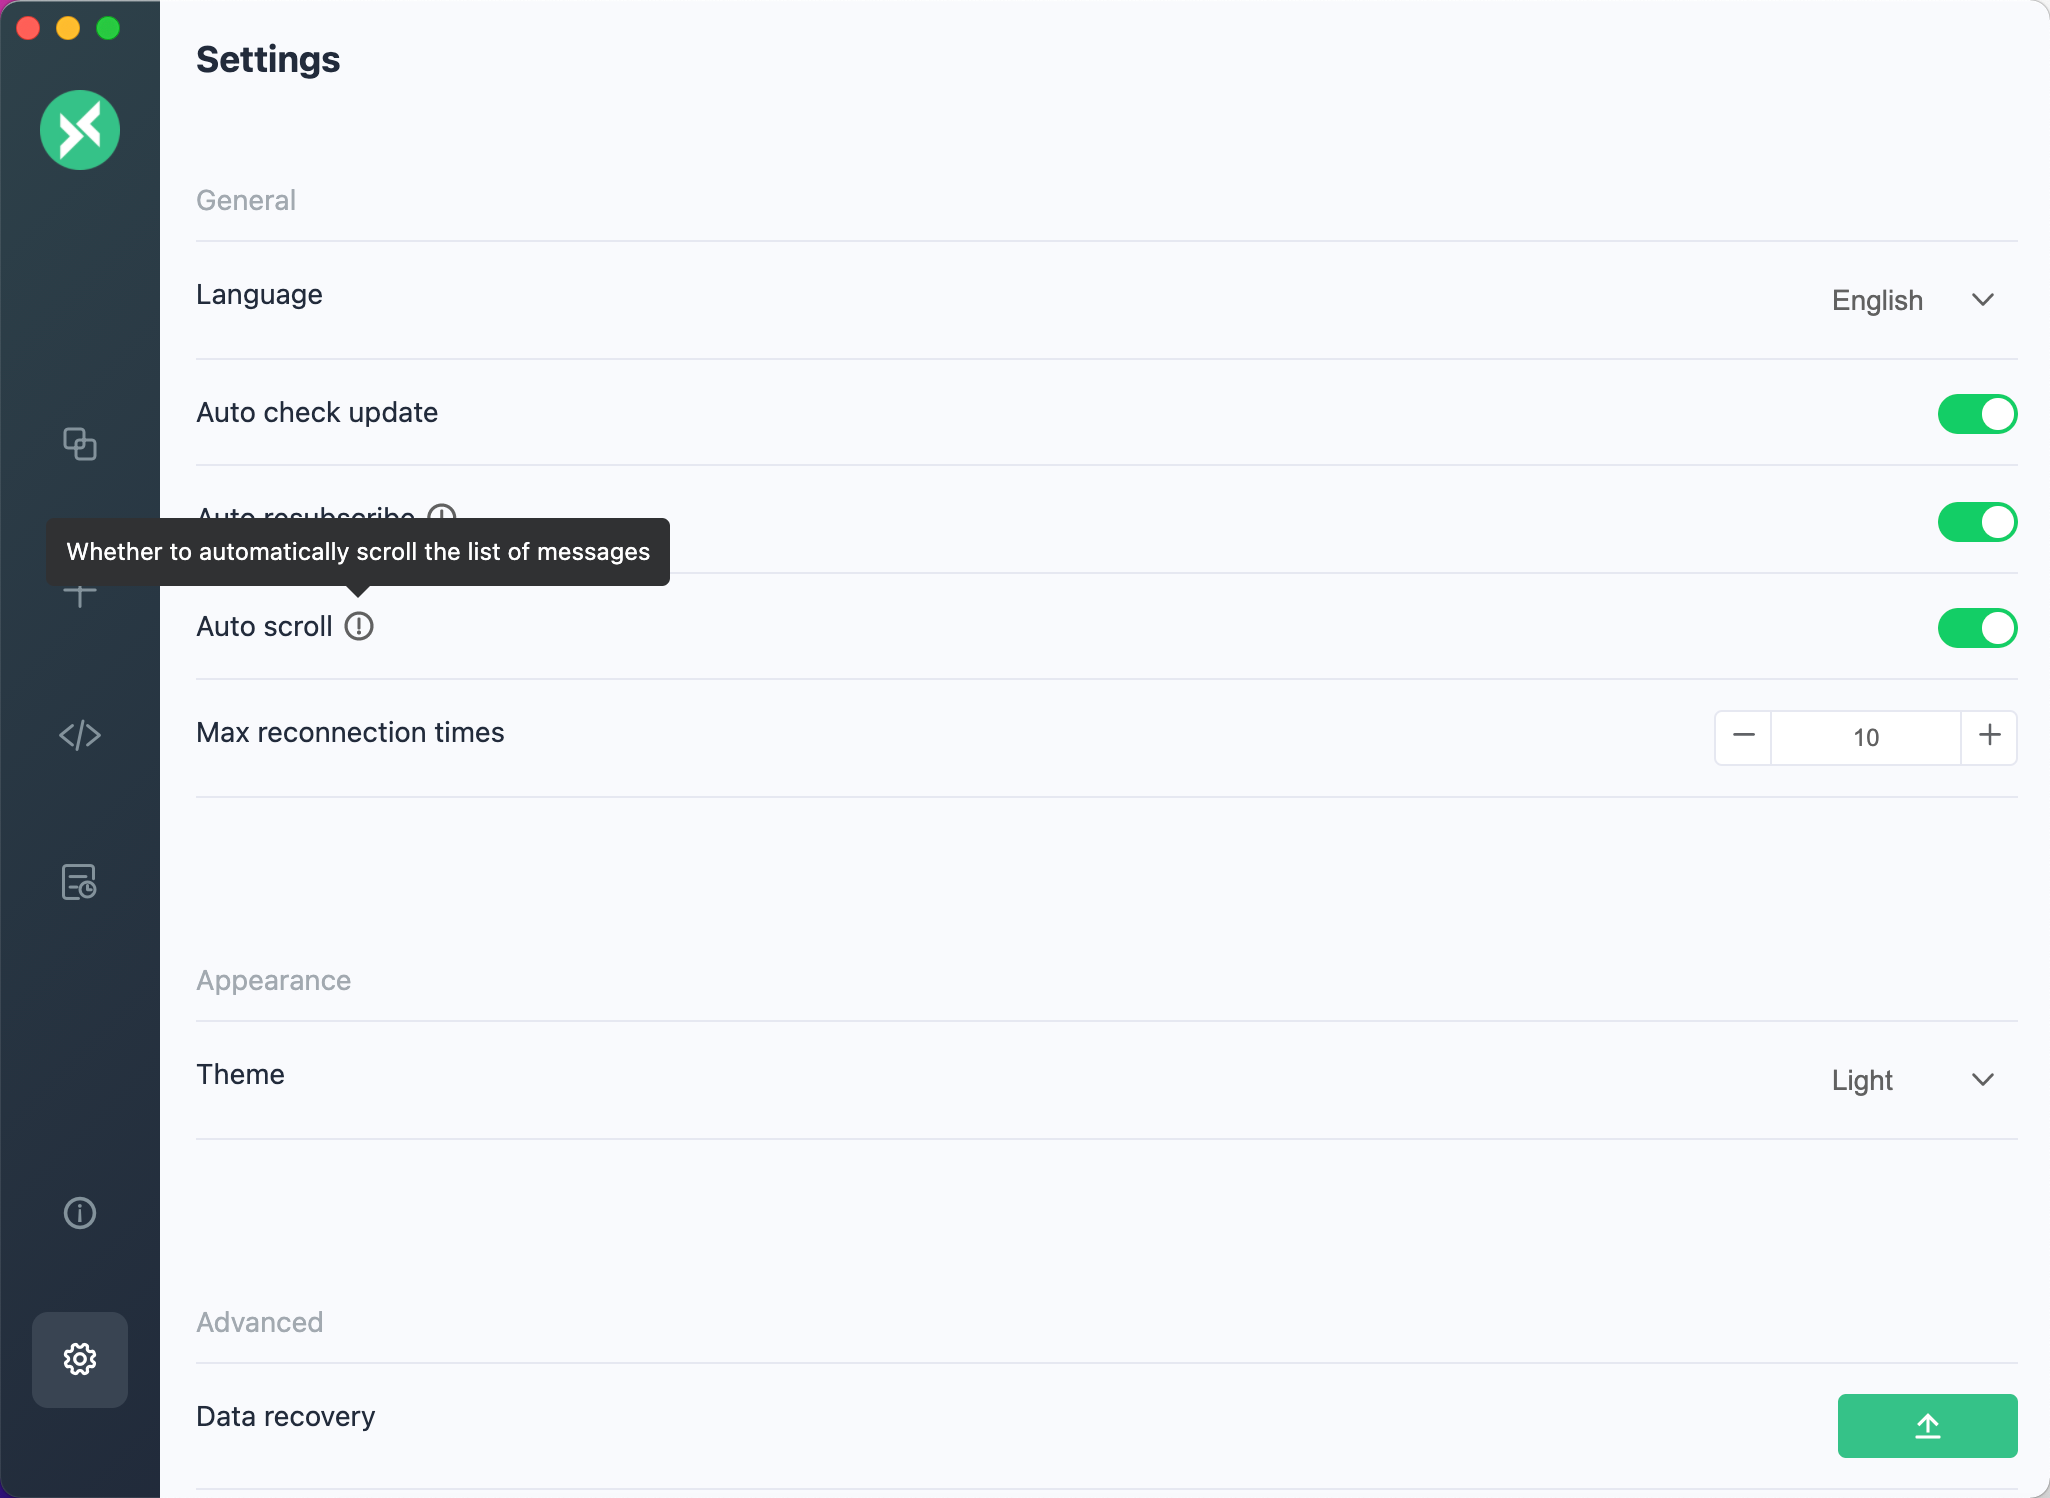 Settings
General
Language
English
Auto check update
Auto resubscribe
Whether to automatically scroll the list of messages
Auto scroll
Max reconnection times
10
Appearance
Theme
Light
Advanced
Data recovery